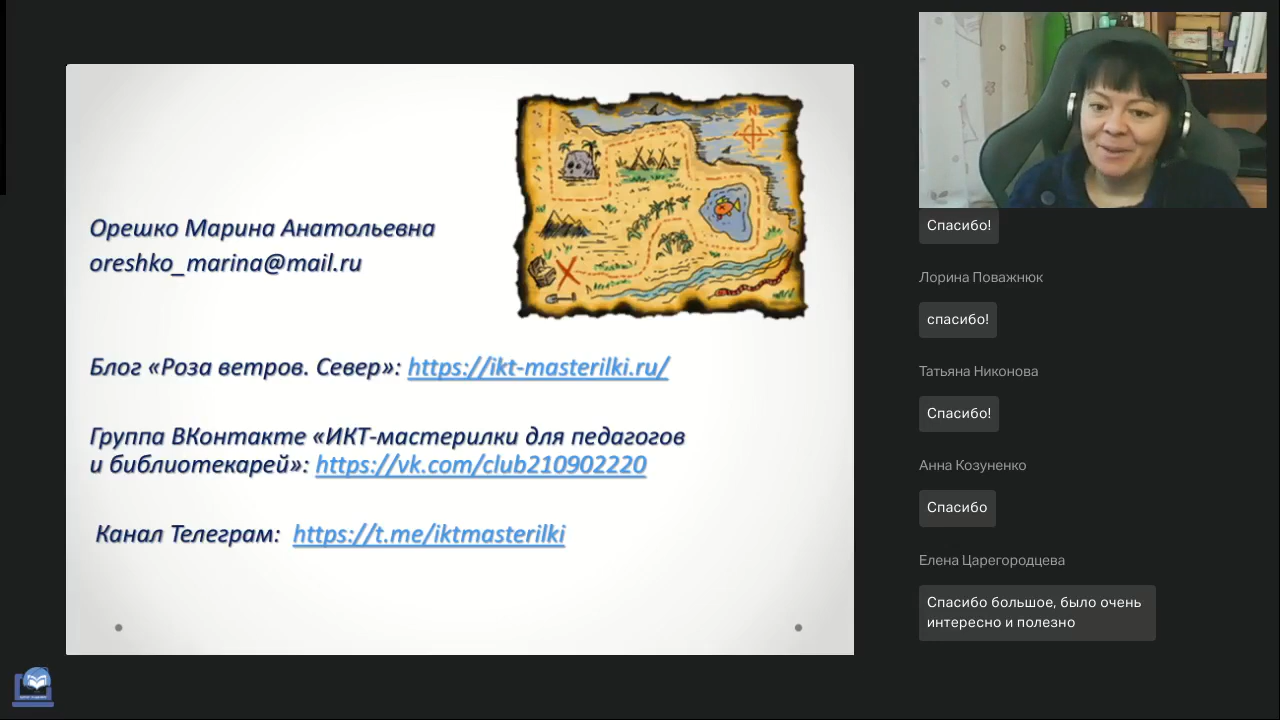 Орешко Марина Анатольевна
oreshko_marina@mail.ru
N
Блог «Роза ветров. Север»: https://ikt-masterilki.ru/
Группа ВКонтакте «ИКТ-мастерилки для педагогов
и библиотекарей»: https://vk.com/club210902220
Канал Телеграм: https://t.me/iktmasterilki
Спасибо!
Лорина Поважнюк
спасибо!
Татьяна Никонова
Спасибо!
Анна Козуненко
Спасибо
Елена Царегородцева
Спасибо большое, было очень
интересно и полезно